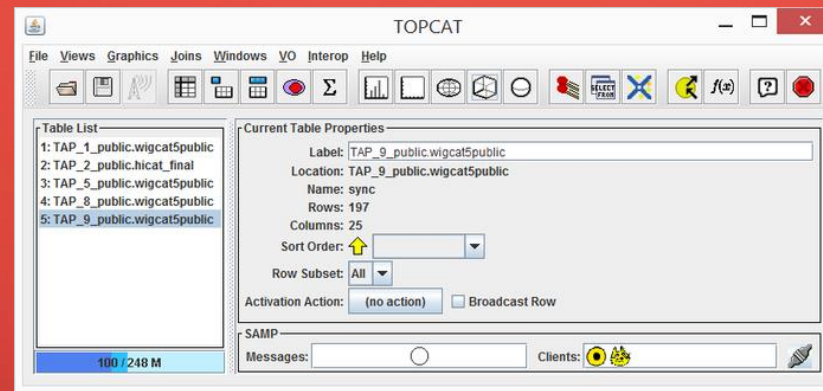 TOPCAT
File Views Graphics Joins Windows VO Interop Help
SELECT FROM f(x) ?
Table List
1: TAP_1_public.wigcat5public
2: TAP_2_public.hicat_final
3: TAP_5_public.wigcat5public
4: TAP_8_public.wigcat5public
5: TAP_9_public.wigcat5public
100 / 248 M
Current Table Properties
Label: TAP_9_public.wigcat5public
Location: TAP_9_public.wigcat5public
Name: sync
Rows: 197
Columns: 25
Sort Order:
Row Subset: All
Activation Action: (no action) Broadcast Row
SAMP
Messages: Clients: